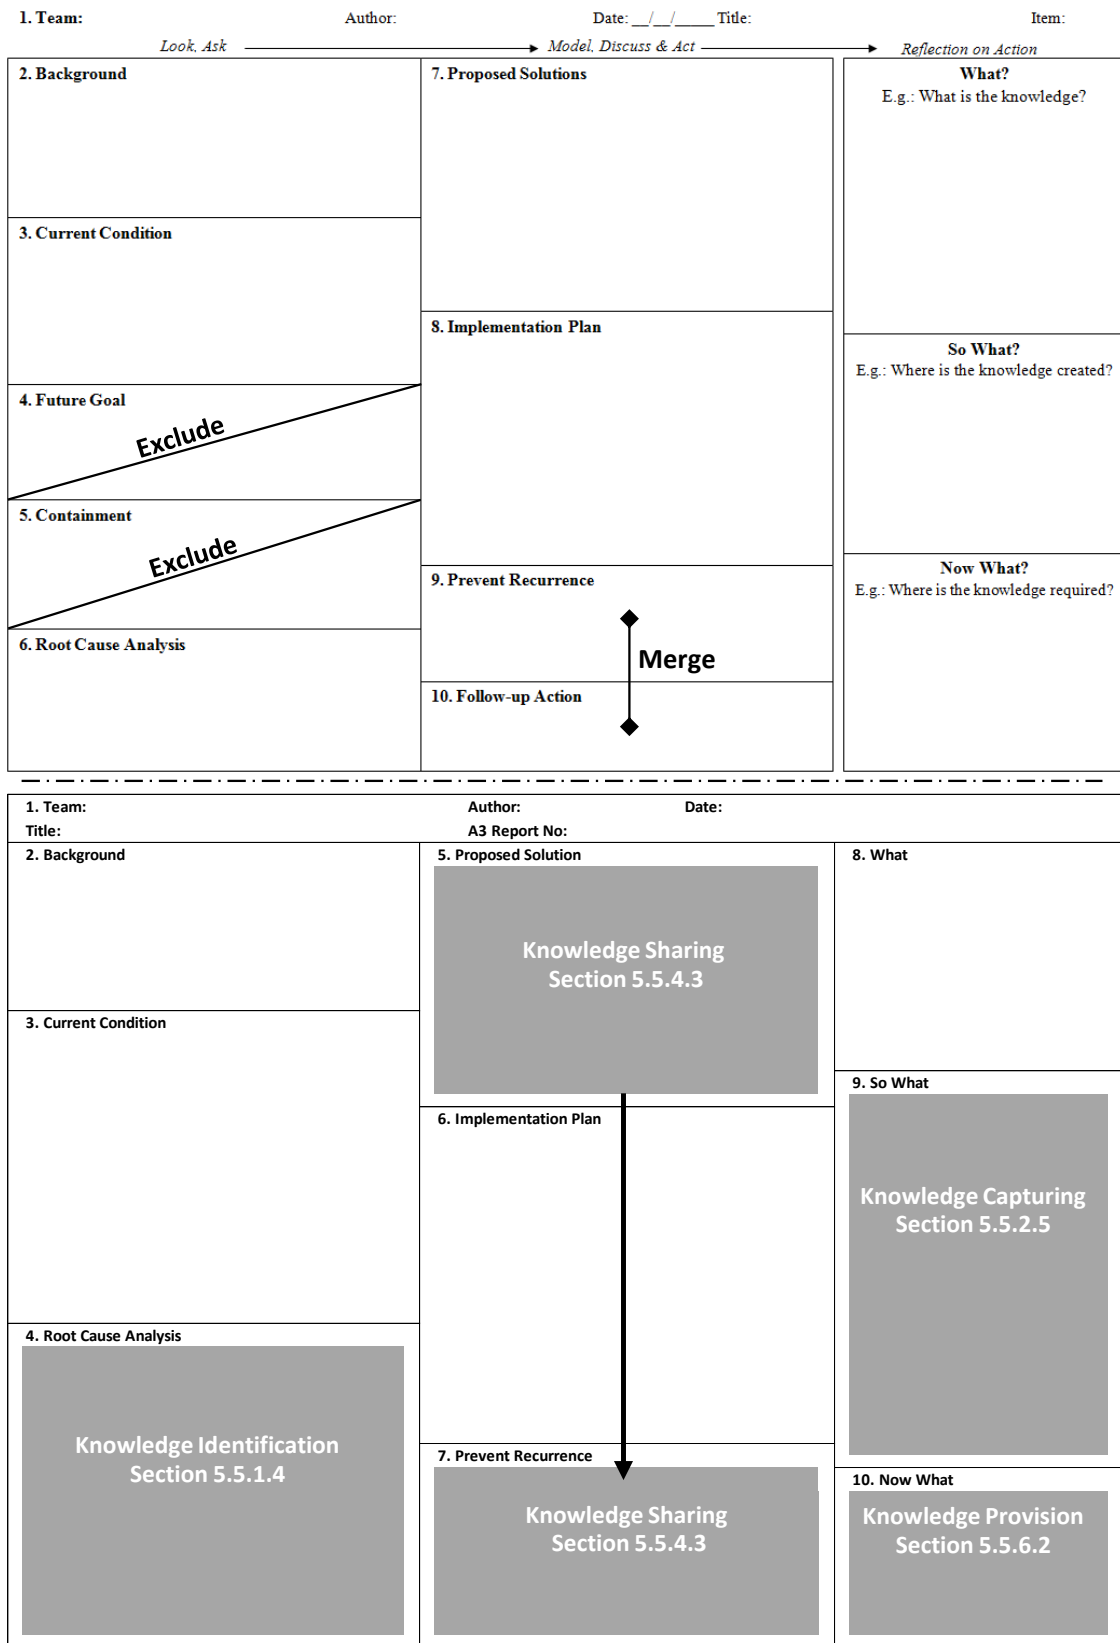 1. Team: Author: Date: __/__/_____ Title: Item:
Look, Ask Model, Discuss & Act Reflection on Action
2. Background
3. Current Condition
4. Future Goal
Exclude
5. Containment
Exclude
6. Root Cause Analysis
7. Proposed Solutions
8. Implementation Plan
9. Prevent Recurrence
Merge
10. Follow-up Action
What?
E.g.: What is the knowledge?
So What?
E.g.: Where is the knowledge created?
Now What?
E.g.: Where is the knowledge required?
1. Team: Author: Date:
Title: A3 Report No:
2. Background
3. Current Condition
4. Root Cause Analysis
Knowledge Identification
Section 5.5.1.4
5. Proposed Solution
Knowledge Sharing
Section 5.5.4.3
6. Implementation Plan
7. Prevent Recurrence
Knowledge Sharing
Section 5.5.4.3
8. What
9. So What
Knowledge Capturing
Section 5.5.2.5
10. Now What
Knowledge Provision
Section 5.5.6.2